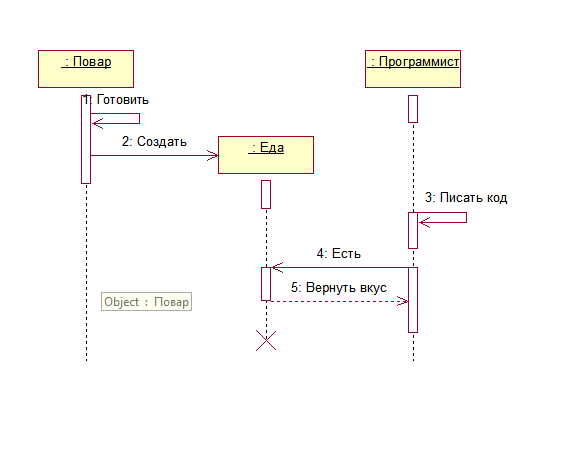 : Повар
: Программист
1: Готовить
2: Создать
: Еда
3: Писать код
4: Есть
5: Вернуть вкус
Object : Повар